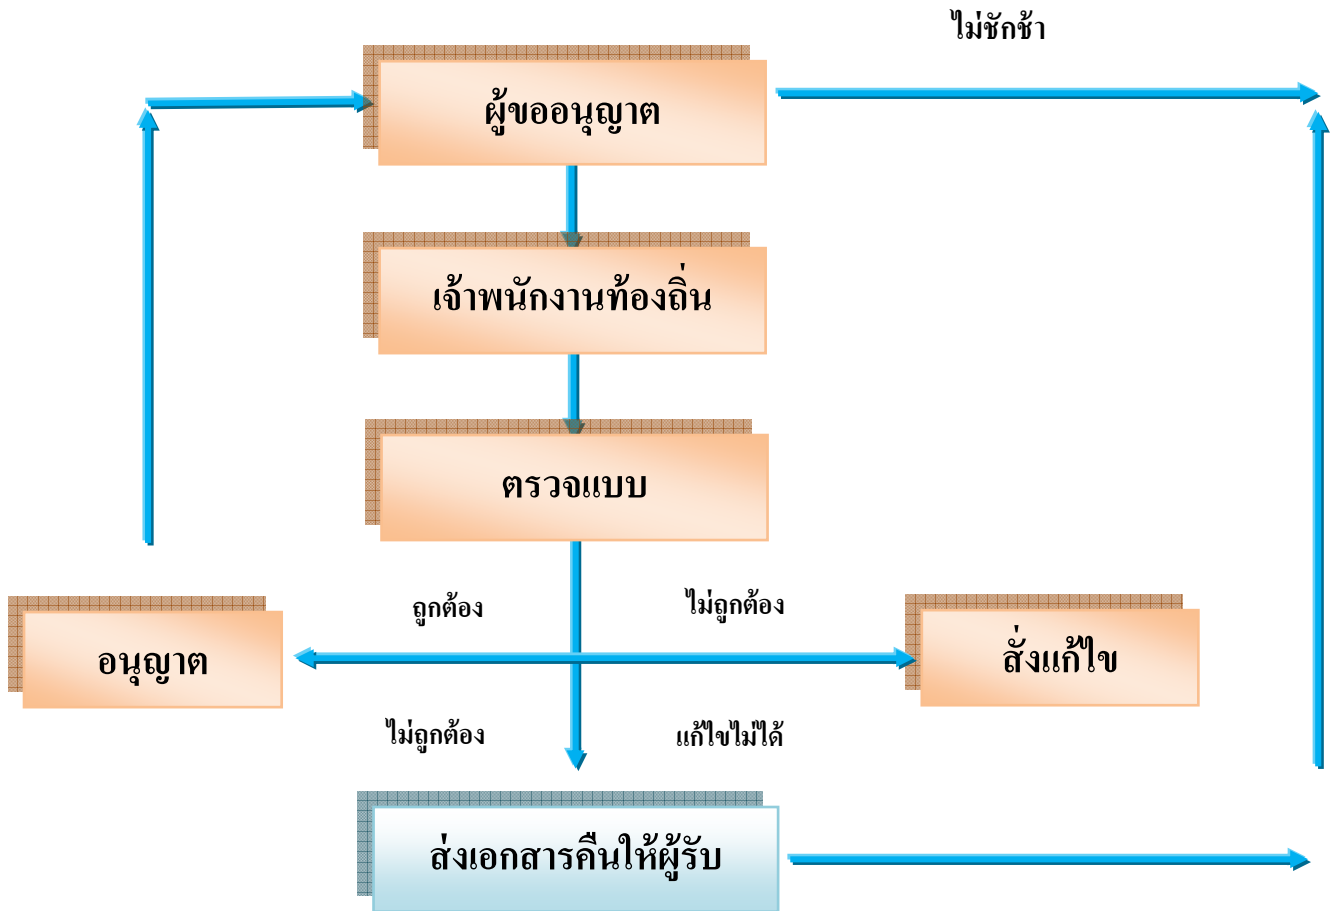 ไม่ชักช้า
ผู้ขออนุญาต
เจ้าพนักงานท้องถิ่น
ตรวจแบบ
ถูกต้อง
ไม่ถูกต้อง
อนุญาต
สั่งแก้ไข
ไม่ถูกต้อง
แก้ไขไม่ได้
ส่งเอกสารคืนให้ผู้รับ